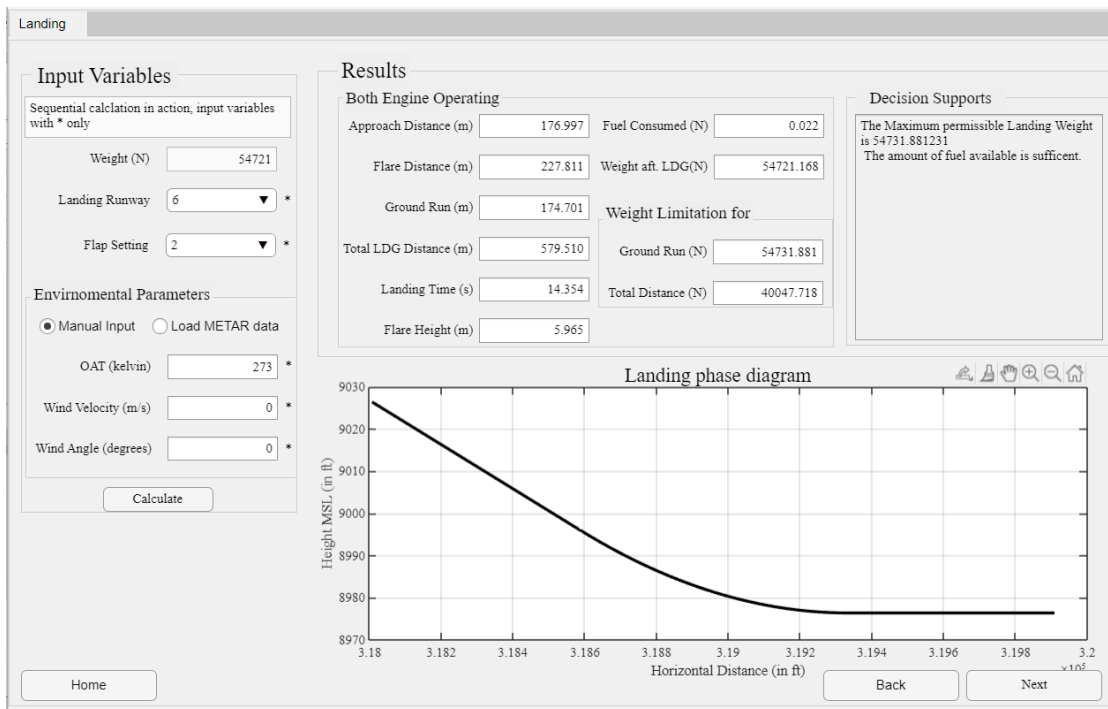 Landing
Input Variables
Sequential calclation in action, input variables
with * only
Weight (N) 54721
Landing Runway 6 *
Flap Setting 2 *
Envirnomental Parameters
Manual Input Load METAR data
OAT (kelvin) 273 *
Wind Velocity (m/s) 0 *
Wind Angle (degrees) 0 *
Calculate
Results
Both Engine Operating
Approach Distance (m) 176.997
Flare Distance (m) 227.811
Ground Run (m) 174.701
Total LDG Distance (m) 579.510
Landing Time (s) 14.354
Flare Height (m) 5.965
Fuel Consumed (N) 0.022
Weight aft. LDG(N) 54721.168
Weight Limitation for
Ground Run (N) 54731.881
Total Distance (N) 40047.718
Decision Supports
The Maximum permissible Landing Weight
is 54731.881231
The amount of fuel available is sufficent.
Landing phase diagram
Height MSL (in ft)
9030
9020
9010
9000
8990
8980
8970
3.18 3.182 3.184 3.186 3.188 3.19 3.192 3.194 3.196 3.198 3.2
×10⁵
Horizontal Distance (in ft)
Home
Back
Next